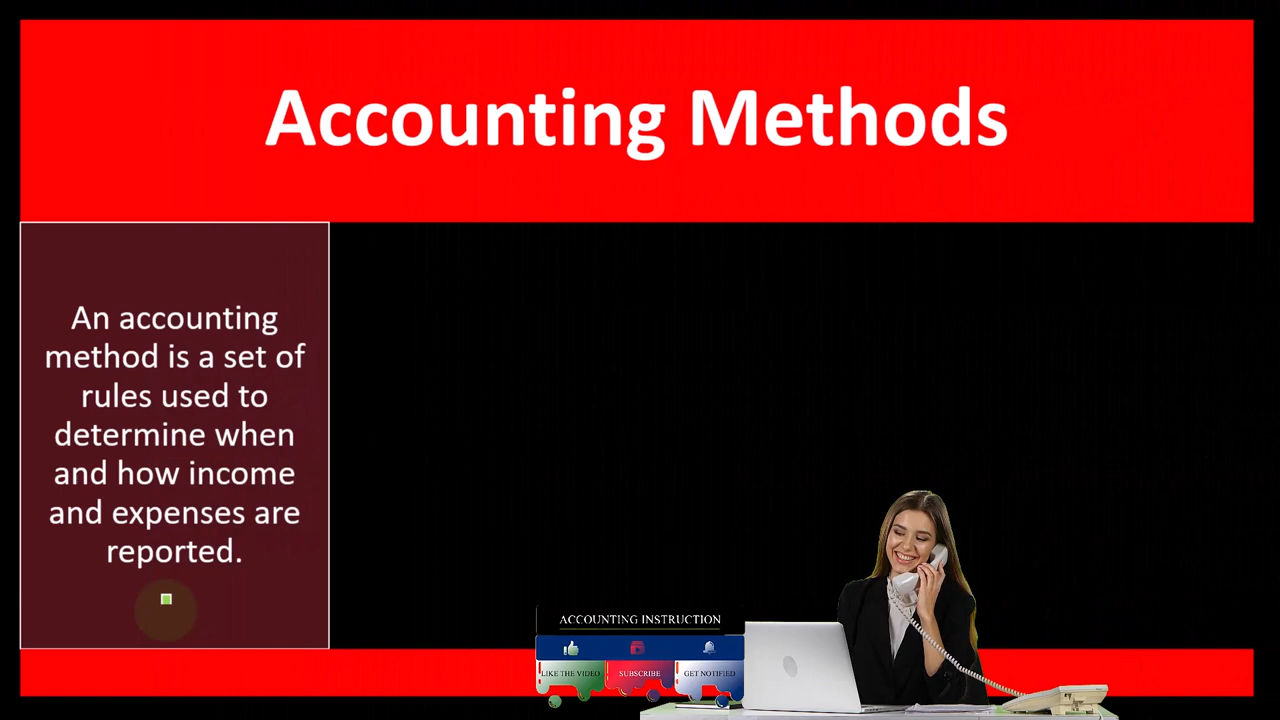 Accounting Methods
An accounting
method is a set of
rules used to
determine when
and how income
and expenses are
reported.
ACCOUNTING INSTRUCTION
LIKE THE VIDEO
SUBSCRIBE
GET NOTIFIED